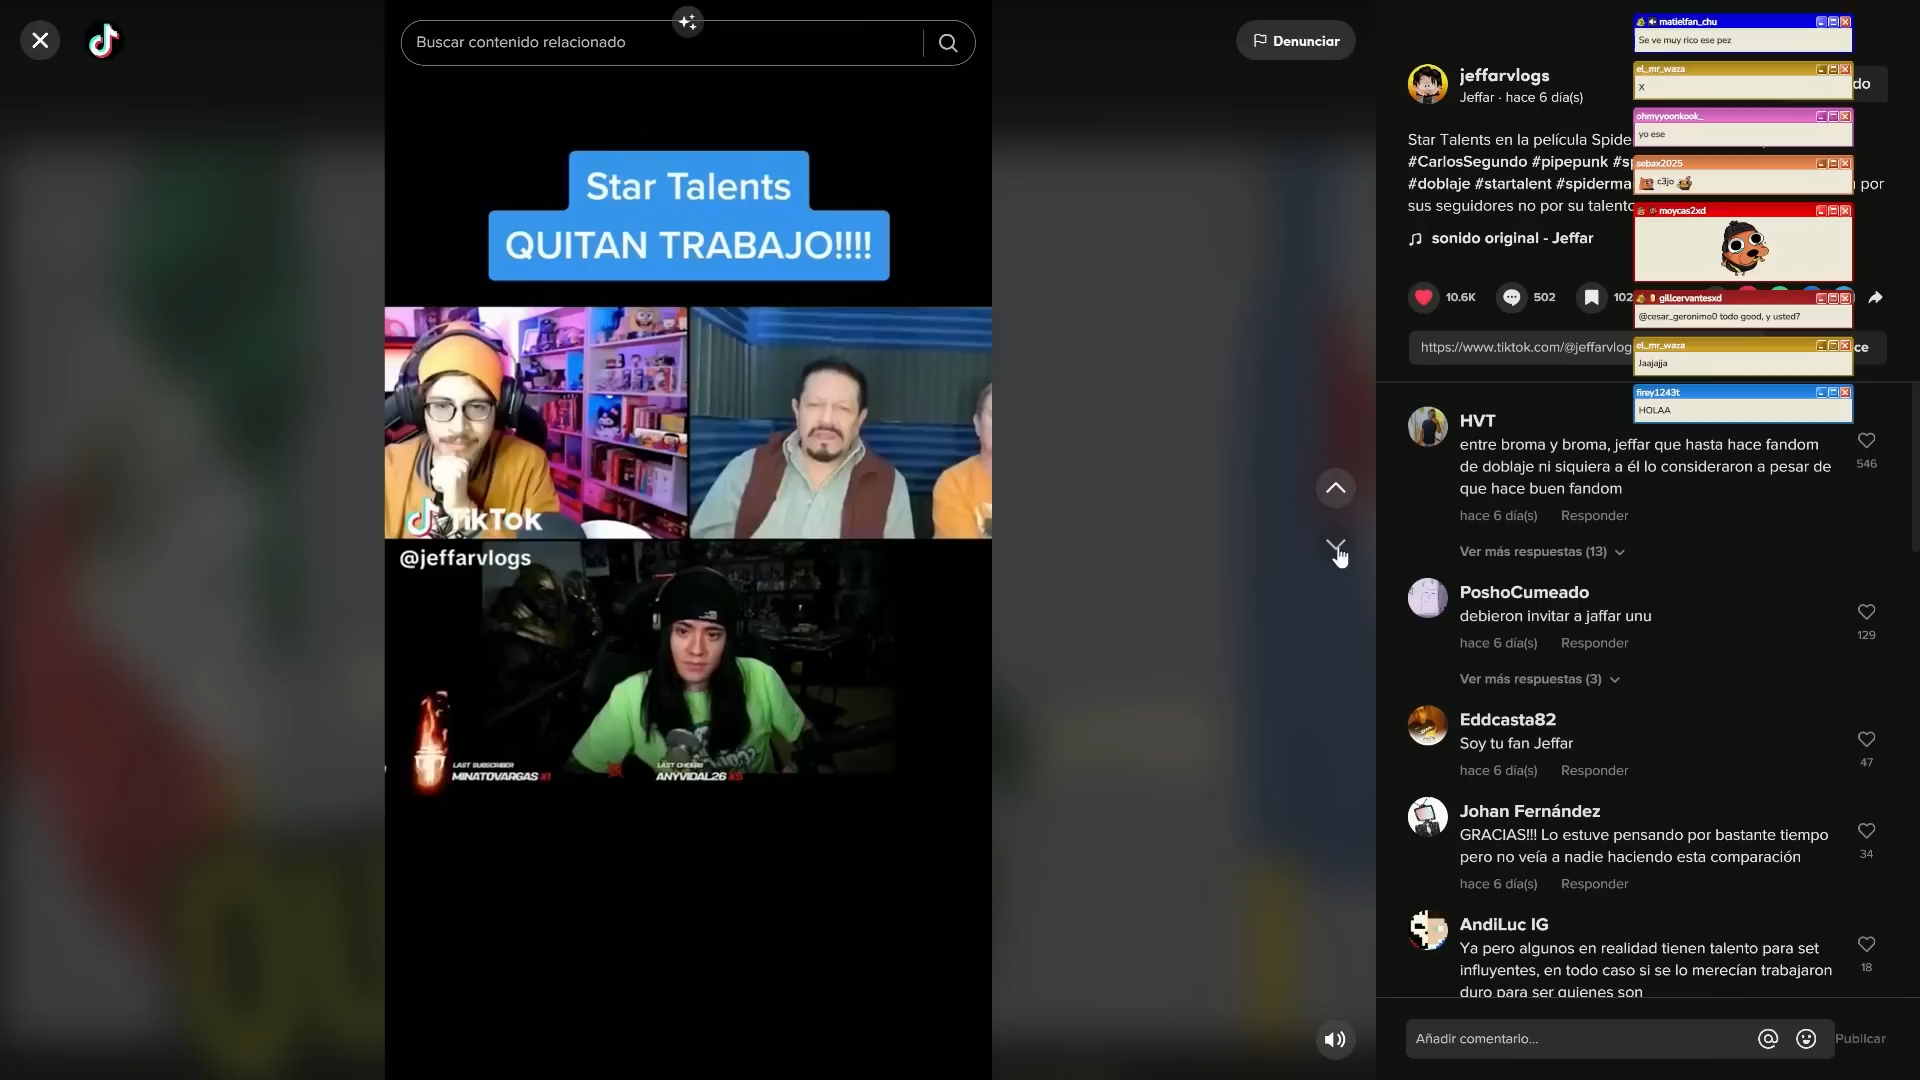 Buscar contenido relacionado
Denunciar
Star Talents
QUITAN TRABAJO!!!!
TikTok
@jeffarvlogs
LAST SUBSCRIBER
MINATOVARGAS X1
LAST CHEERS
ANYVIDAL26 X5
jeffarvlogs
Jeffar · hace 6 día(s)
do
Star Talents en la película Spide
#CarlosSegundo #pipepunk #sp
#doblaje #startalent #spiderma
por
sus seguidores no por su talento
sonido original - Jeffar
10.6K
502
102
https://www.tiktok.com/@jeffarvlog
ce
matielfan_chu
Se ve muy rico ese pez
el_mr_waza
X
ohmyyoonkook_
yo ese
sebax2025
c3jo
moycas2xd
gillcervantesxd
@cesar_geronimo0 todo good, y usted?
el_mr_waza
Jaajajja
firey1243t
HOLAA
HVT
entre broma y broma, jeffar que hasta hace fandom
de doblaje ni siquiera a él lo consideraron a pesar de
que hace buen fandom
546
hace 6 día(s) Responder
Ver más respuestas (13)
PoshoCumeado
debieron invitar a jaffar unu
129
hace 6 día(s) Responder
Ver más respuestas (3)
Eddcasta82
Soy tu fan Jeffar
47
hace 6 día(s) Responder
Johan Fernández
GRACIAS!!! Lo estuve pensando por bastante tiempo
pero no veía a nadie haciendo esta comparación
34
hace 6 día(s) Responder
AndiLuc IG
Ya pero algunos en realidad tienen talento para set
influyentes, en todo caso si se lo merecían trabajaron
duro para ser quienes son
18
Añadir comentario...
Publicar